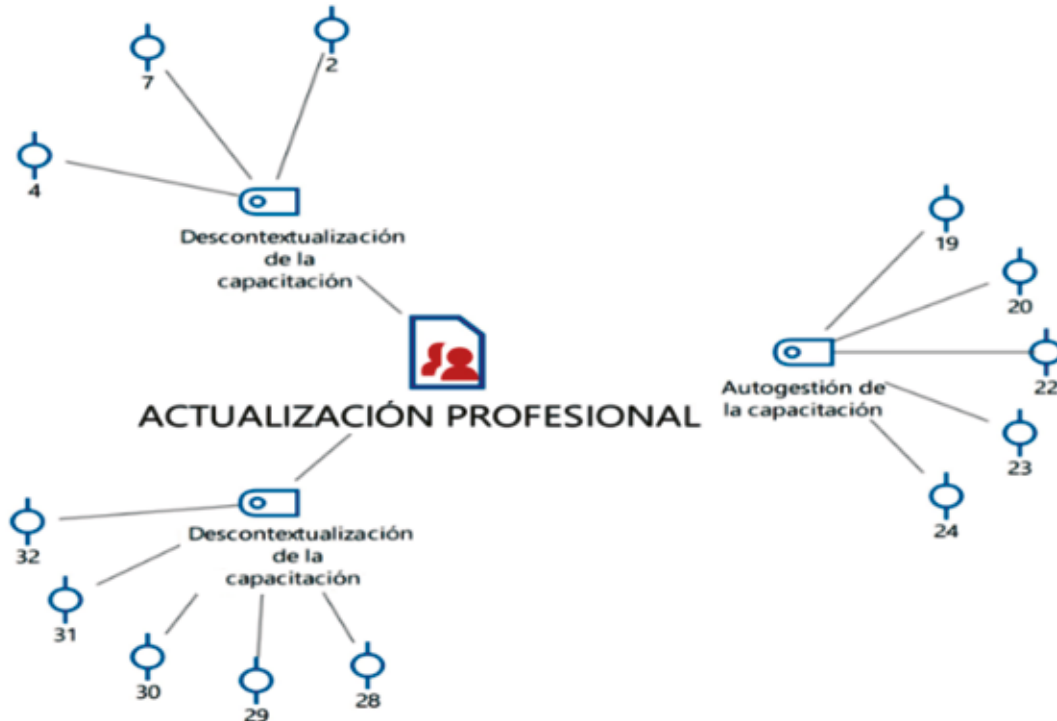 2
7
4
Descontextualización
de la
capacitación
19
20
22
Autogestión de
la capacitación
23
24
ACTUALIZACIÓN PROFESIONAL
Descontextualización
de la
capacitación
32
31
30
29
28